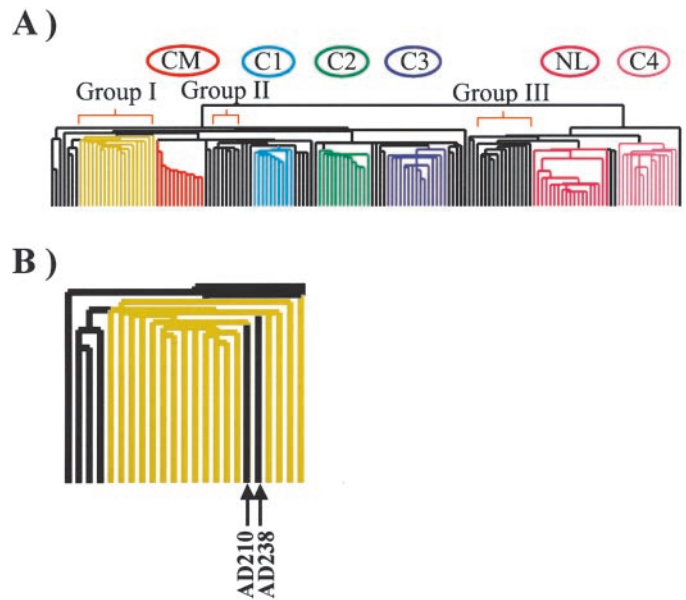 A )
CM C1 C2 C3 NL C4
Group I Group II Group III
B )
AD210
AD238